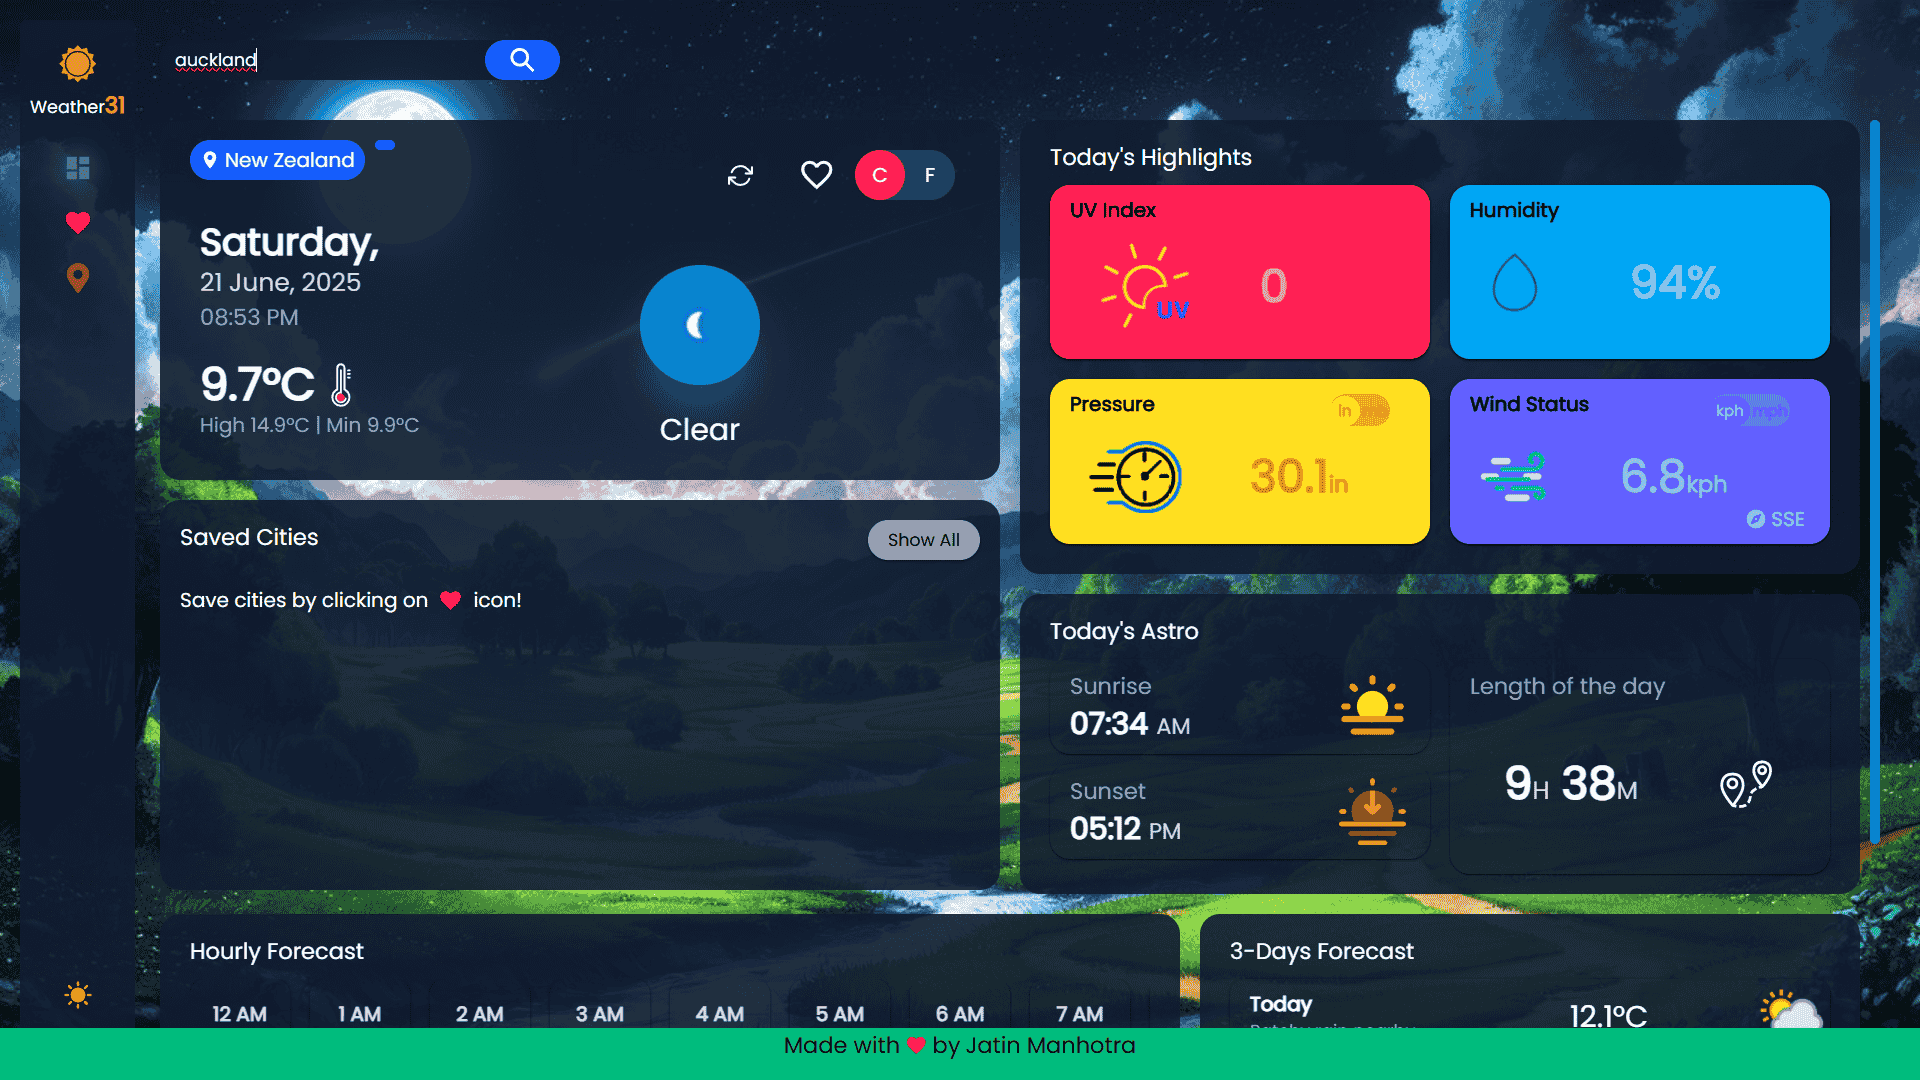 auckland
Weather31
New Zealand
C F
Saturday,
21 June, 2025
08:53 PM
9.7°C
High 14.9°C | Min 9.9°C
Clear
Today's Highlights
UV Index
UV
0
Humidity
94%
Pressure
In
30.1in
Wind Status
kph mph
6.8kph
SSE
Saved Cities
Show All
Save cities by clicking on icon!
Today's Astro
Sunrise
07:34 AM
Sunset
05:12 PM
Length of the day
9H 38M
Hourly Forecast
12 AM 1 AM 2 AM 3 AM 4 AM 5 AM 6 AM 7 AM
3-Days Forecast
Today
Patchy rain nearby
12.1°C
Made with by Jatin Manhotra